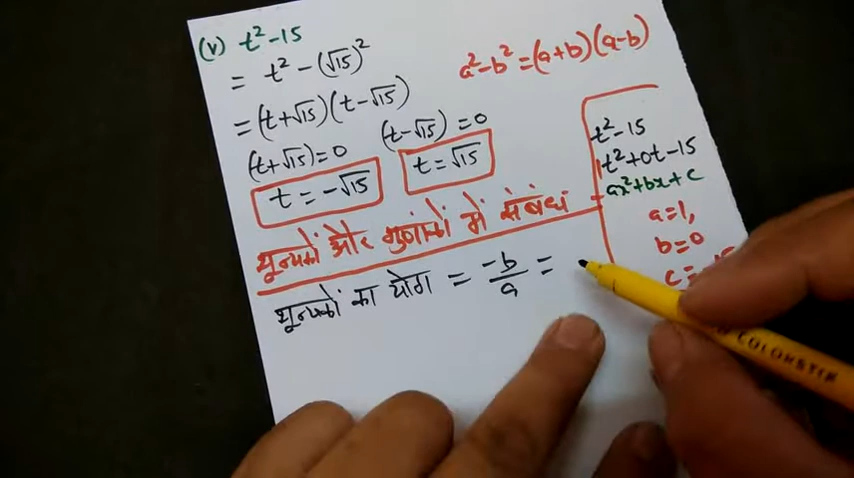 (v) t²-15
= t² - (√15)²
a²-b² = (a+b)(a-b)
= (t+√15)(t-√15)
(t+√15)=0 (t-√15)=0
t = -√15 t = √15
t²-15
1t²+0t-15
ax²+bx+c
a=1,
b=0
शून्यकों और गुणांकों में संबंध =
शून्यकों का योग = -b/a =
COLORSTIX